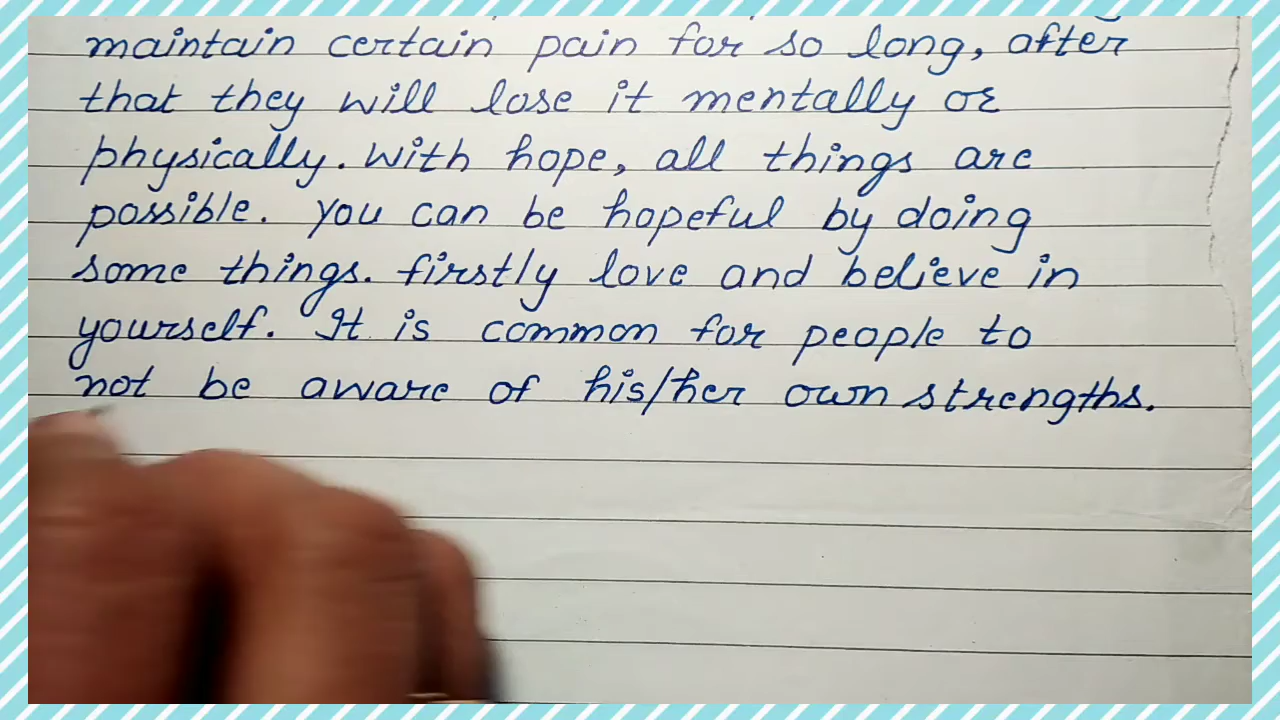 maintain certain pain for so long, after
that they will lose it mentally or
physically. With hope, all things are
possible. You can be hopeful by doing
some things. firstly love and believe in
yourself. It is common for people to
not be aware of his/her own strengths.